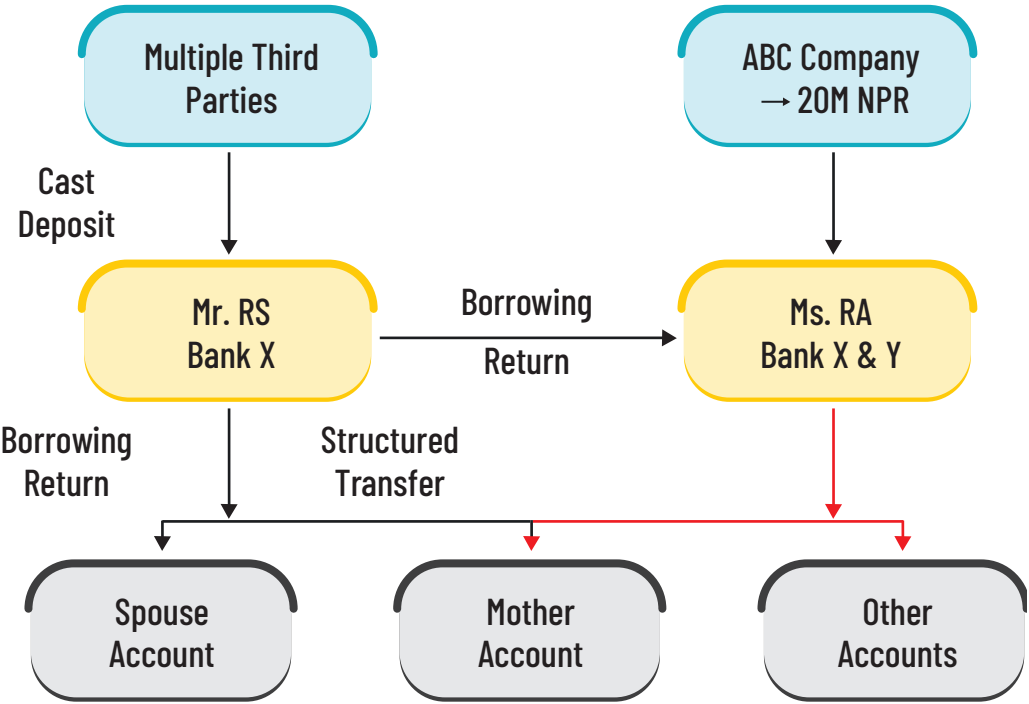 Multiple Third
Parties
ABC Company
→ 20M NPR
Cast
Deposit
Mr. RS
Bank X
Borrowing
Return
Ms. RA
Bank X & Y
Borrowing
Return
Structured
Transfer
Spouse
Account
Mother
Account
Other
Accounts